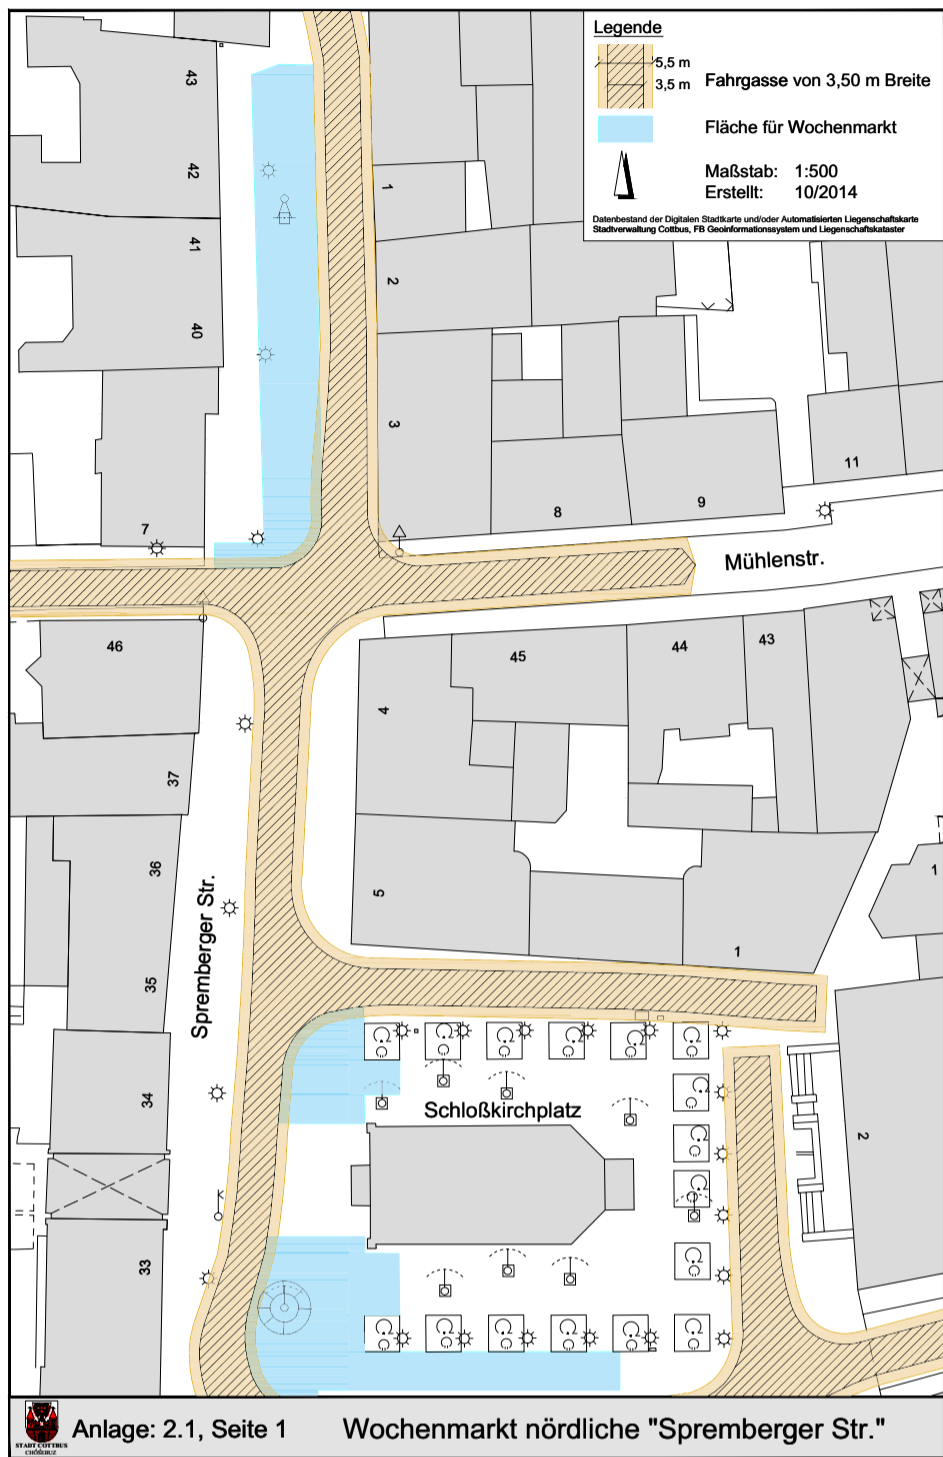 Legende
5,5 m
3,5 m
Fahrgasse von 3,50 m Breite
Fläche für Wochenmarkt
Maßstab: 1:500
Erstellt: 10/2014
Datenbestand der Digitalen Stadtkarte und/oder Automatisierten Liegenschaftskarte
Stadtverwaltung Cottbus, FB Geoinformationssystem und Liegenschaftskataster
43
42
41
40
1
2
3
7
8
9
11
Mühlenstr.
46
45
44
43
4
37
36
5
1
1
Spremberger Str.
35
34
Schloßkirchplatz
2
33
STADT COTTBUS
CHÓŚEBUZ
Anlage: 2.1, Seite 1
Wochenmarkt nördliche "Spremberger Str."